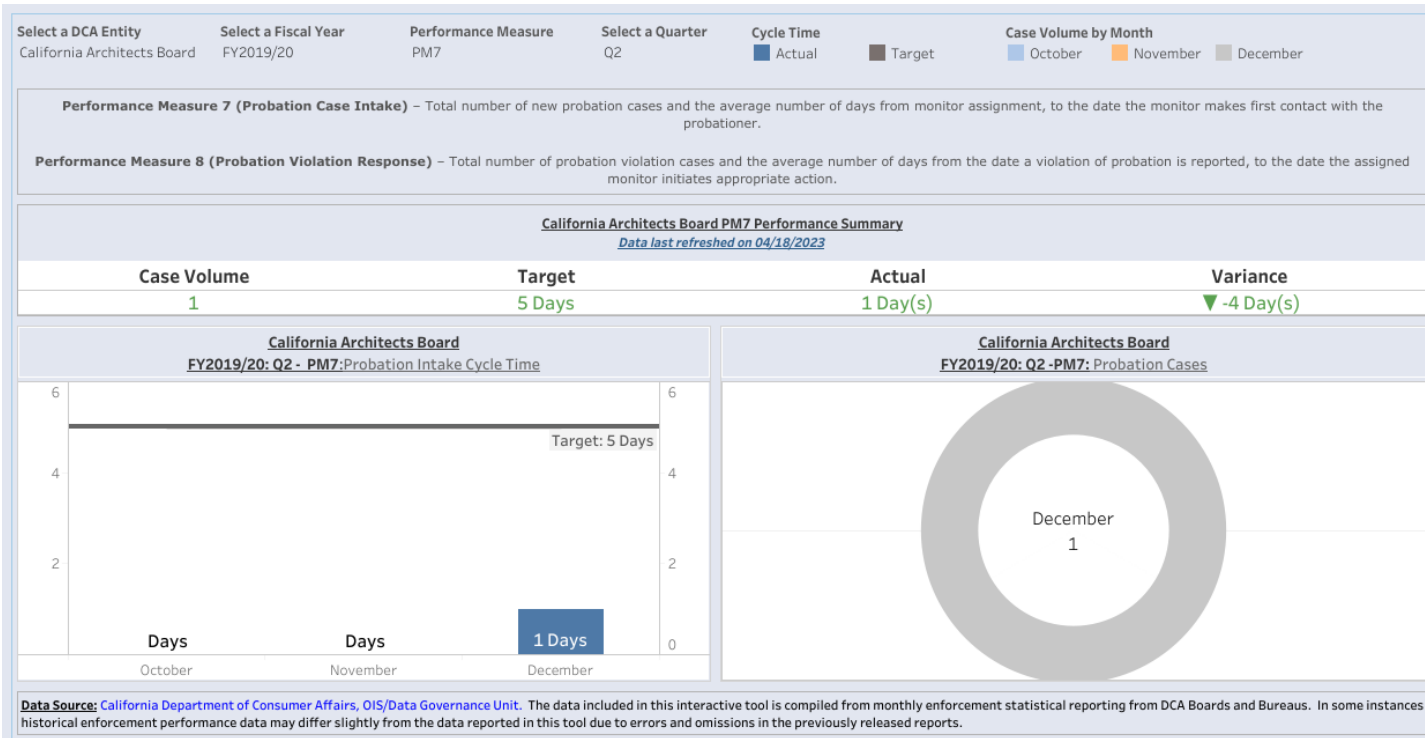 Select a DCA Entity
California Architects Board
Select a Fiscal Year
FY2019/20
Performance Measure
PM7
Select a Quarter
Q2
Cycle Time
Actual Target
Case Volume by Month
October November December
Performance Measure 7 (Probation Case Intake) – Total number of new probation cases and the average number of days from monitor assignment, to the date the monitor makes first contact with the
probationer.
Performance Measure 8 (Probation Violation Response) – Total number of probation violation cases and the average number of days from the date a violation of probation is reported, to the date the assigned
monitor initiates appropriate action.
California Architects Board PM7 Performance Summary
Data last refreshed on 04/18/2023
Case Volume Target Actual Variance
1 5 Days 1 Day(s) ▼ -4 Day(s)
California Architects Board
FY2019/20: Q2 - PM7:Probation Intake Cycle Time
6 6
Target: 5 Days
4 4
2 2
Days Days 1 Days 0
October November December
California Architects Board
FY2019/20: Q2 -PM7: Probation Cases
December
1
Data Source: California Department of Consumer Affairs, OIS/Data Governance Unit. The data included in this interactive tool is compiled from monthly enforcement statistical reporting from DCA Boards and Bureaus. In some instances
historical enforcement performance data may differ slightly from the data reported in this tool due to errors and omissions in the previously released reports.